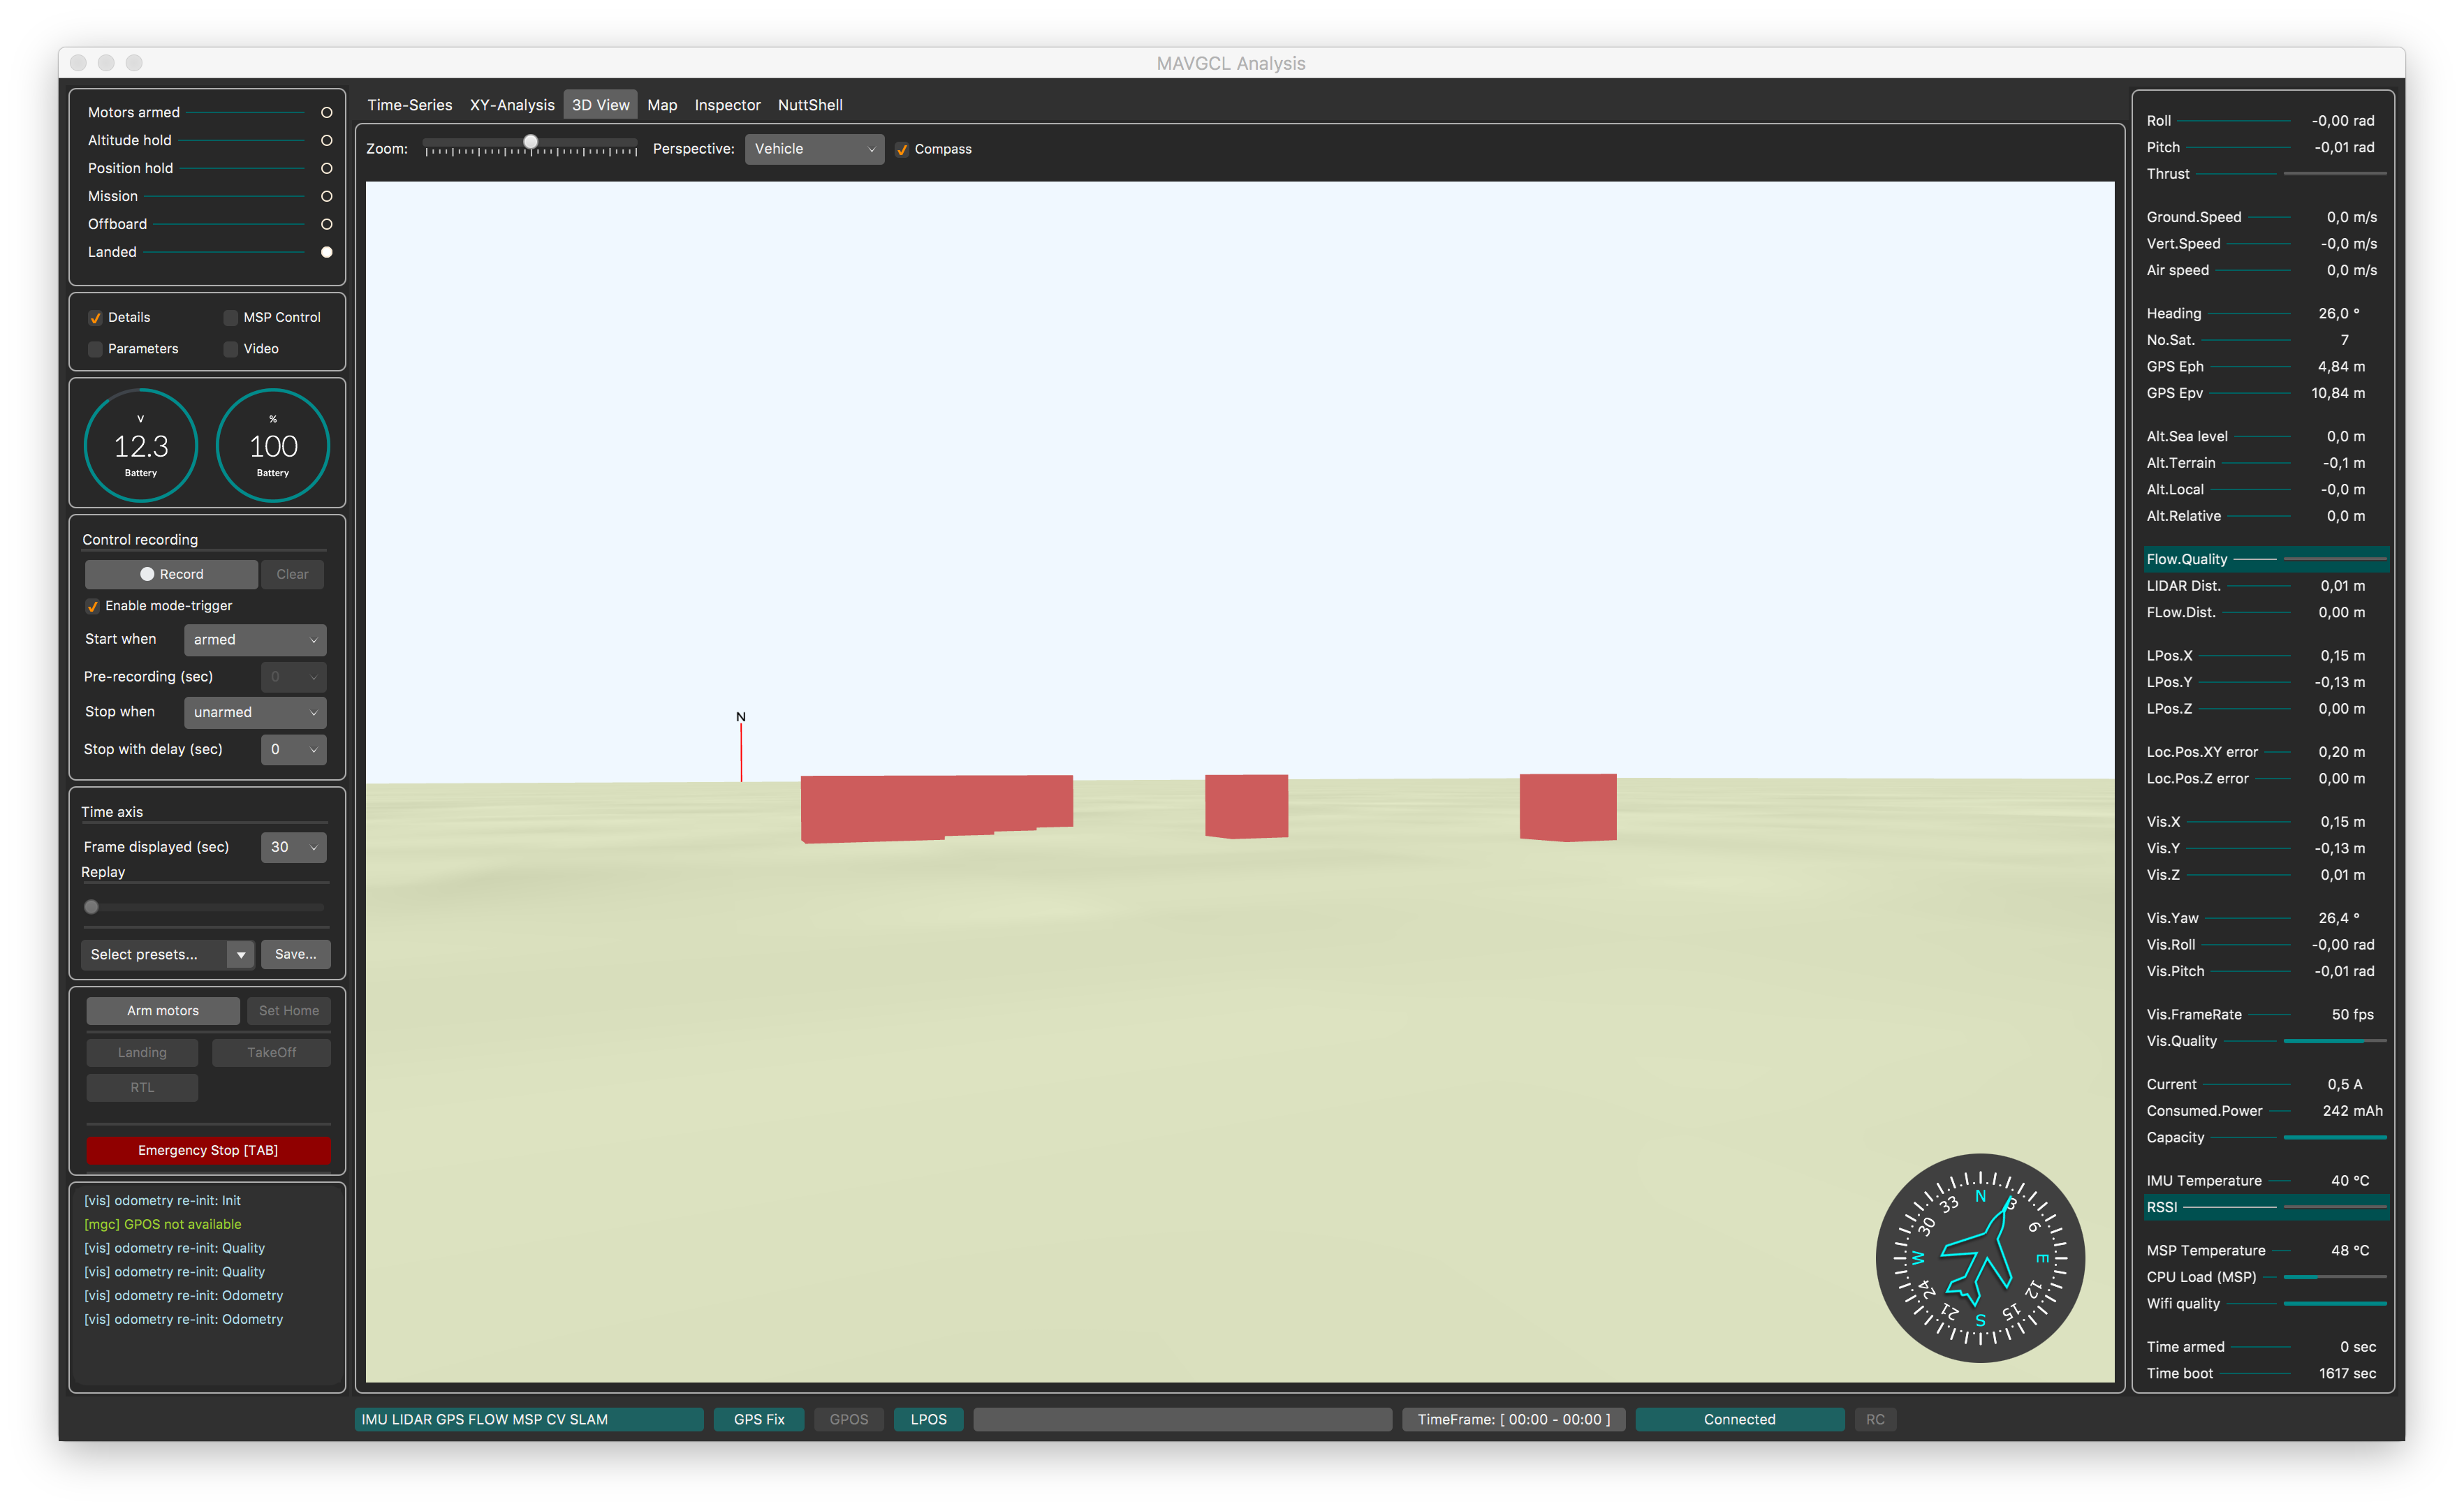 MAVGCL Analysis
Motors armed
Altitude hold
Position hold
Mission
Offboard
Landed
Details
MSP Control
Parameters
Video
V
12.3
Battery
%
100
Battery
Control recording
Record
Clear
Enable mode-trigger
Start when
armed
Pre-recording (sec)
0
Stop when
unarmed
Stop with delay (sec)
0
Time axis
Frame displayed (sec)
30
Replay
Select presets...
Save...
Arm motors
Set Home
Landing
TakeOff
RTL
Emergency Stop [TAB]
[vis] odometry re-init: Init
[mgc] GPOS not available
[vis] odometry re-init: Quality
[vis] odometry re-init: Quality
[vis] odometry re-init: Odometry
[vis] odometry re-init: Odometry
Time-Series XY-Analysis 3D View Map Inspector NuttShell
Zoom:
Perspective:
Vehicle
Compass
N
N
3
6
E
12
15
S
21
24
W
30
33
Roll -0,00 rad
Pitch -0,01 rad
Thrust
Ground.Speed 0,0 m/s
Vert.Speed -0,0 m/s
Air speed 0,0 m/s
Heading 26,0 °
No.Sat. 7
GPS Eph 4,84 m
GPS Epv 10,84 m
Alt.Sea level 0,0 m
Alt.Terrain -0,1 m
Alt.Local -0,0 m
Alt.Relative 0,0 m
Flow.Quality
LIDAR Dist. 0,01 m
FLow.Dist. 0,00 m
LPos.X 0,15 m
LPos.Y -0,13 m
LPos.Z 0,00 m
Loc.Pos.XY error 0,20 m
Loc.Pos.Z error 0,00 m
Vis.X 0,15 m
Vis.Y -0,13 m
Vis.Z 0,01 m
Vis.Yaw 26,4 °
Vis.Roll -0,00 rad
Vis.Pitch -0,01 rad
Vis.FrameRate 50 fps
Vis.Quality
Current 0,5 A
Consumed.Power 242 mAh
Capacity
IMU Temperature 40 °C
RSSI
MSP Temperature 48 °C
CPU Load (MSP)
Wifi quality
Time armed 0 sec
Time boot 1617 sec
IMU LIDAR GPS FLOW MSP CV SLAM
GPS Fix
GPOS
LPOS
TimeFrame: [ 00:00 - 00:00 ]
Connected
RC